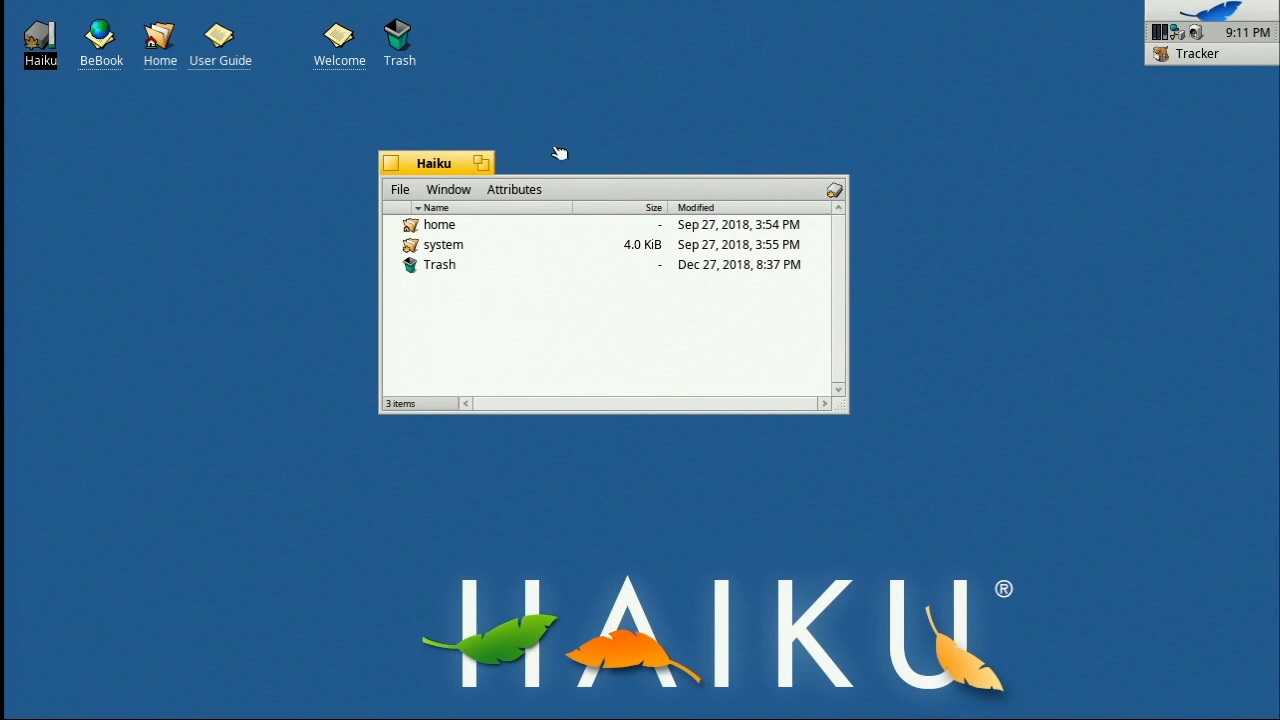 Haiku
BeBook
Home
User Guide
Welcome
Trash
9:11 PM
Tracker
Haiku
File Window Attributes
Name Size Modified
home - Sep 27, 2018, 3:54 PM
system 4.0 KiB Sep 27, 2018, 3:55 PM
Trash - Dec 27, 2018, 8:37 PM
3 items
HAIKU®